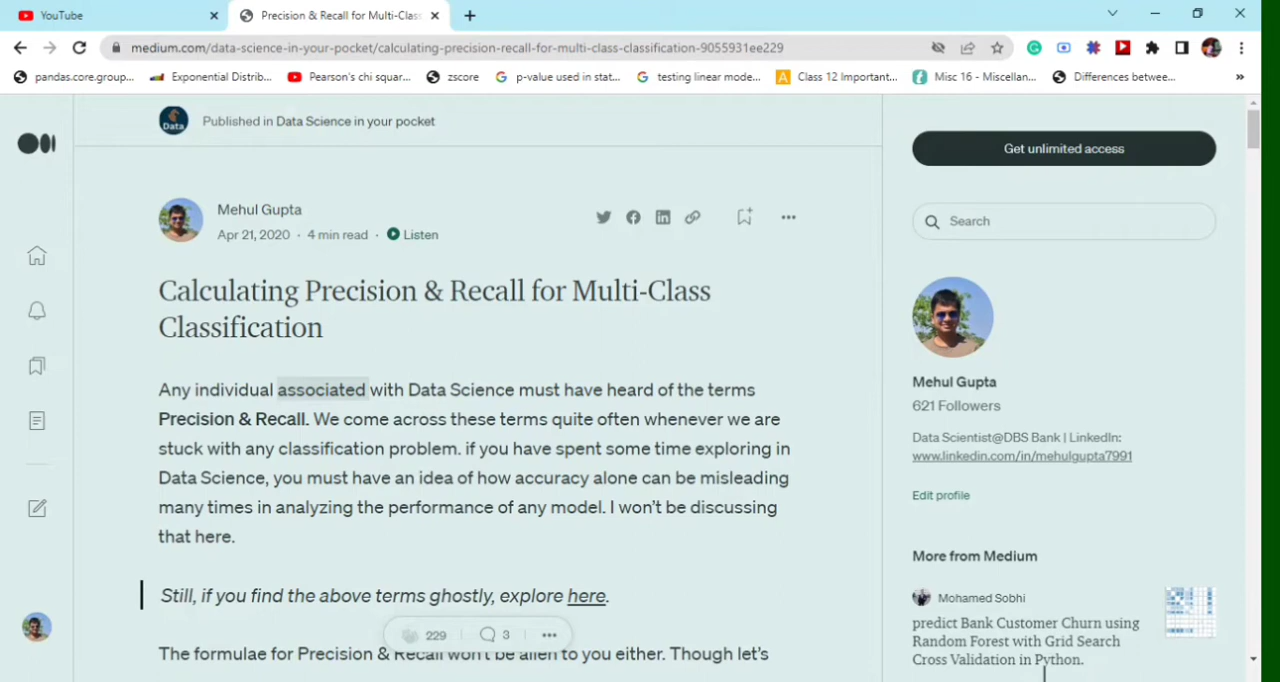 YouTube
Precision & Recall for Multi-Clas
medium.com/data-science-in-your-pocket/calculating-precision-recall-for-multi-class-classification-9055931ee229
pandas.core.group...
Exponential Distrib...
Pearson's chi squar...
zscore
p-value used in stat...
testing linear mode...
Class 12 Important...
Misc 16 - Miscellan...
Differences betwee...
Data
Published in Data Science in your pocket
Get unlimited access
Mehul Gupta
Apr 21, 2020 · 4 min read · Listen
Search
Calculating Precision & Recall for Multi-Class
Classification
Any individual associated with Data Science must have heard of the terms
Precision & Recall. We come across these terms quite often whenever we are
stuck with any classification problem. if you have spent some time exploring in
Data Science, you must have an idea of how accuracy alone can be misleading
many times in analyzing the performance of any model. I won't be discussing
that here.
Still, if you find the above terms ghostly, explore here.
229
3
The formulae for Precision & Recall won't be alien to you either. Though let's
Mehul Gupta
621 Followers
Data Scientist@DBS Bank | LinkedIn:
www.linkedin.com/in/mehulgupta7991
Edit profile
More from Medium
Mohamed Sobhi
predict Bank Customer Churn using
Random Forest with Grid Search
Cross Validation in Python.